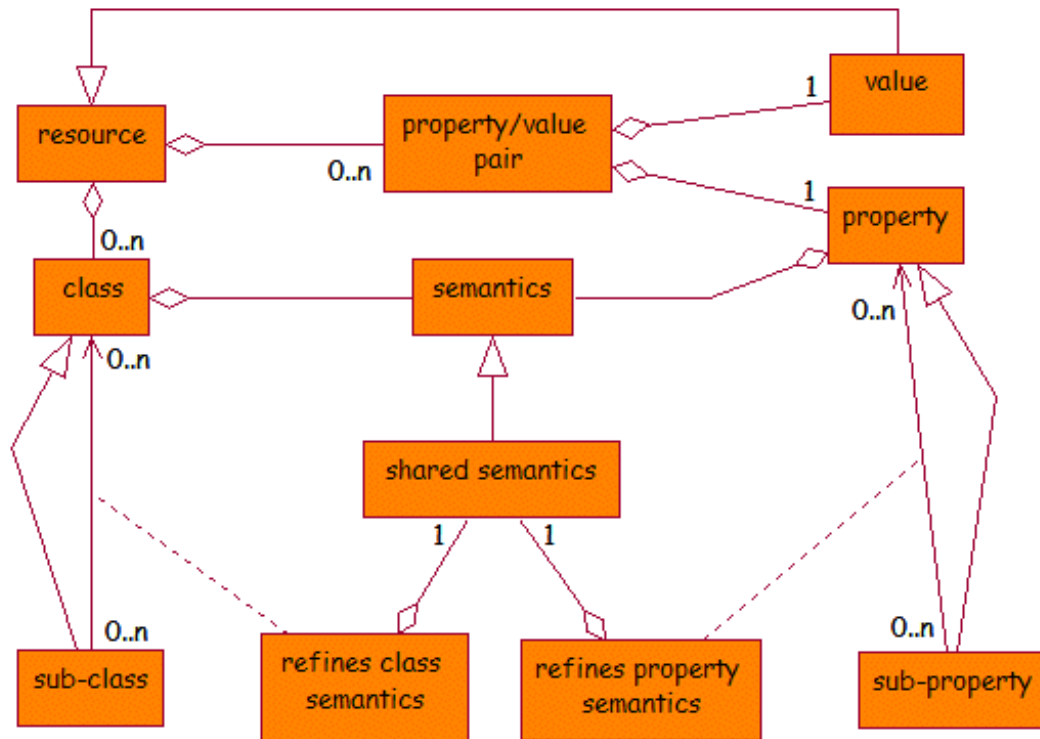 value
1
resource
property/value
pair
0..n
1
property
0..n
class
semantics
0..n
0..n
shared semantics
1
1
0..n
0..n
sub-class
refines class
semantics
refines property
semantics
sub-property